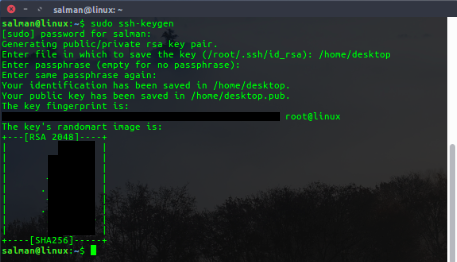 salman@linux: ~
salman@linux:~$ sudo ssh-keygen
[sudo] password for salman:
Generating public/private rsa key pair.
Enter file in which to save the key (/root/.ssh/id_rsa): /home/desktop
Enter passphrase (empty for no passphrase):
Enter same passphrase again:
Your identification has been saved in /home/desktop.
Your public key has been saved in /home/desktop.pub.
The key fingerprint is:
root@linux
The key's randomart image is:
+---[RSA 2048]----+
|                 |
|                 |
|                 |
|       .         |
|      .          |
|       .         |
|                 |
|                 |
|                 |
+----[SHA256]-----+
salman@linux:~$